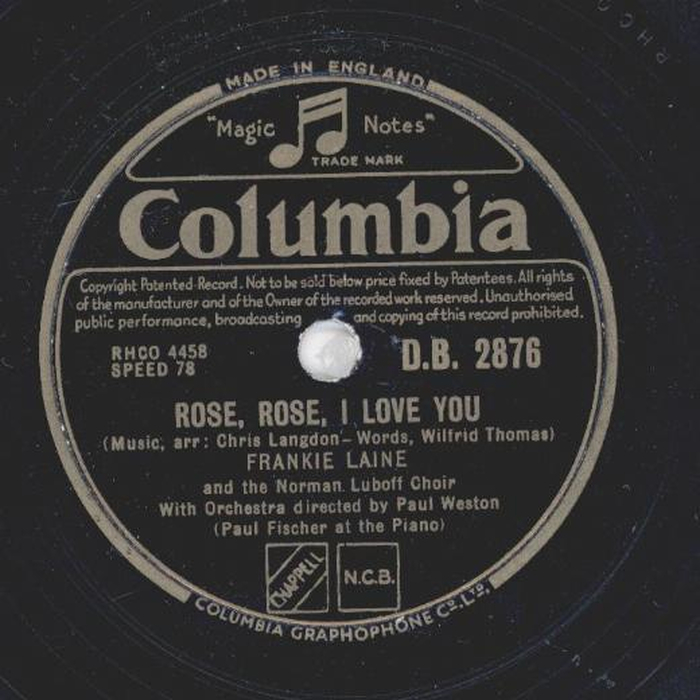 MADE IN ENGLAND
"Magic Notes"
TRADE MARK
Columbia
Copyright Patented Record. Not to be sold below price fixed by Patentees. All rights
of the manufacturer and of the Owner of the recorded work reserved. Unauthorised
public performance, broadcasting and copying of this record prohibited.
RHCO 4458
SPEED 78
D.B. 2876
ROSE, ROSE, I LOVE YOU
(Music, arr: Chris Langdon – Words, Wilfrid Thomas)
FRANKIE LAINE
and the Norman Luboff Choir
With Orchestra directed by Paul Weston
(Paul Fischer at the Piano)
CHAPPELL
N.C.B.
COLUMBIA GRAPHOPHONE Co. LTD.
RHCO